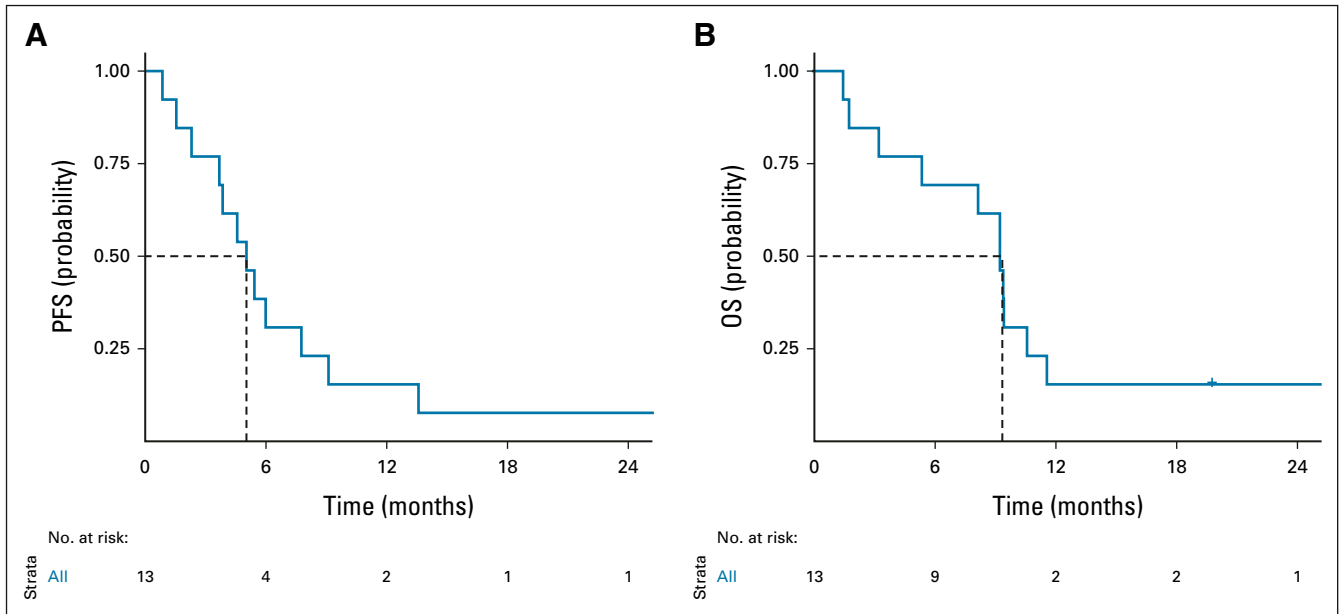 A
1.00
0.75
0.50
0.25
PFS (probability)
0 6 12 18 24
Time (months)
No. at risk:
Strata
All 13 4 2 1 1
B
1.00
0.75
0.50
0.25
OS (probability)
0 6 12 18 24
Time (months)
No. at risk:
Strata
All 13 9 2 2 1